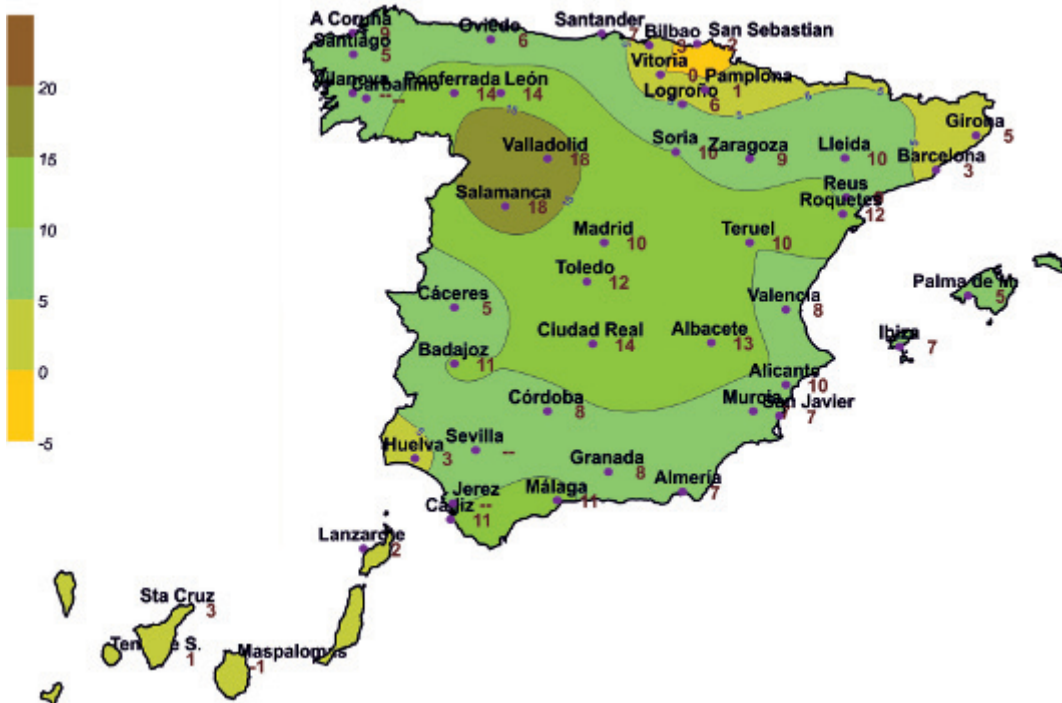 20
15
10
5
0
-5
A Coruña
9
Santiago
5
Oviedo
6
Santander
7
Bilbao
3
San Sebastian
2
Vitoria
0
Pamplona
1
Logroño
6
Vilanova
--
Carballino
--
Ponferrada
14
León
14
Valladolid
18
Salamanca
18
Soria
10
Zaragoza
9
Lleida
10
Girona
5
Barcelona
3
Reus
Roquetes
12
Madrid
10
Teruel
10
Toledo
12
Cáceres
5
Valencia
8
Palma de M.
5
Ibiza
7
Ciudad Real
14
Albacete
13
Badajoz
11
Alicante
10
Córdoba
8
Murcia
San Javier
7
Huelva
3
Sevilla
--
Granada
8
Almería
7
Jerez
--
Málaga
11
Cádiz
11
2
Sta Cruz
3
1
Maspalomas
-1